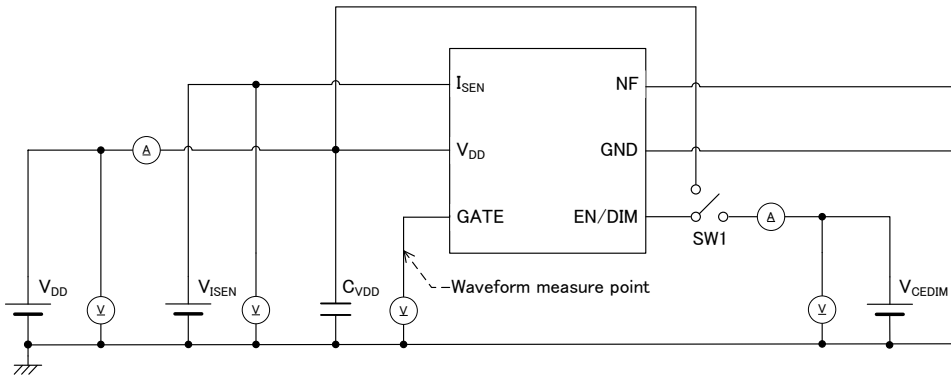 I_SEN
NF
A
V_DD
GND
GATE
EN/DIM
A
SW1
V_DD
V
V_ISEN
V
C_VDD
V
Waveform measure point
V
V_CEDIM